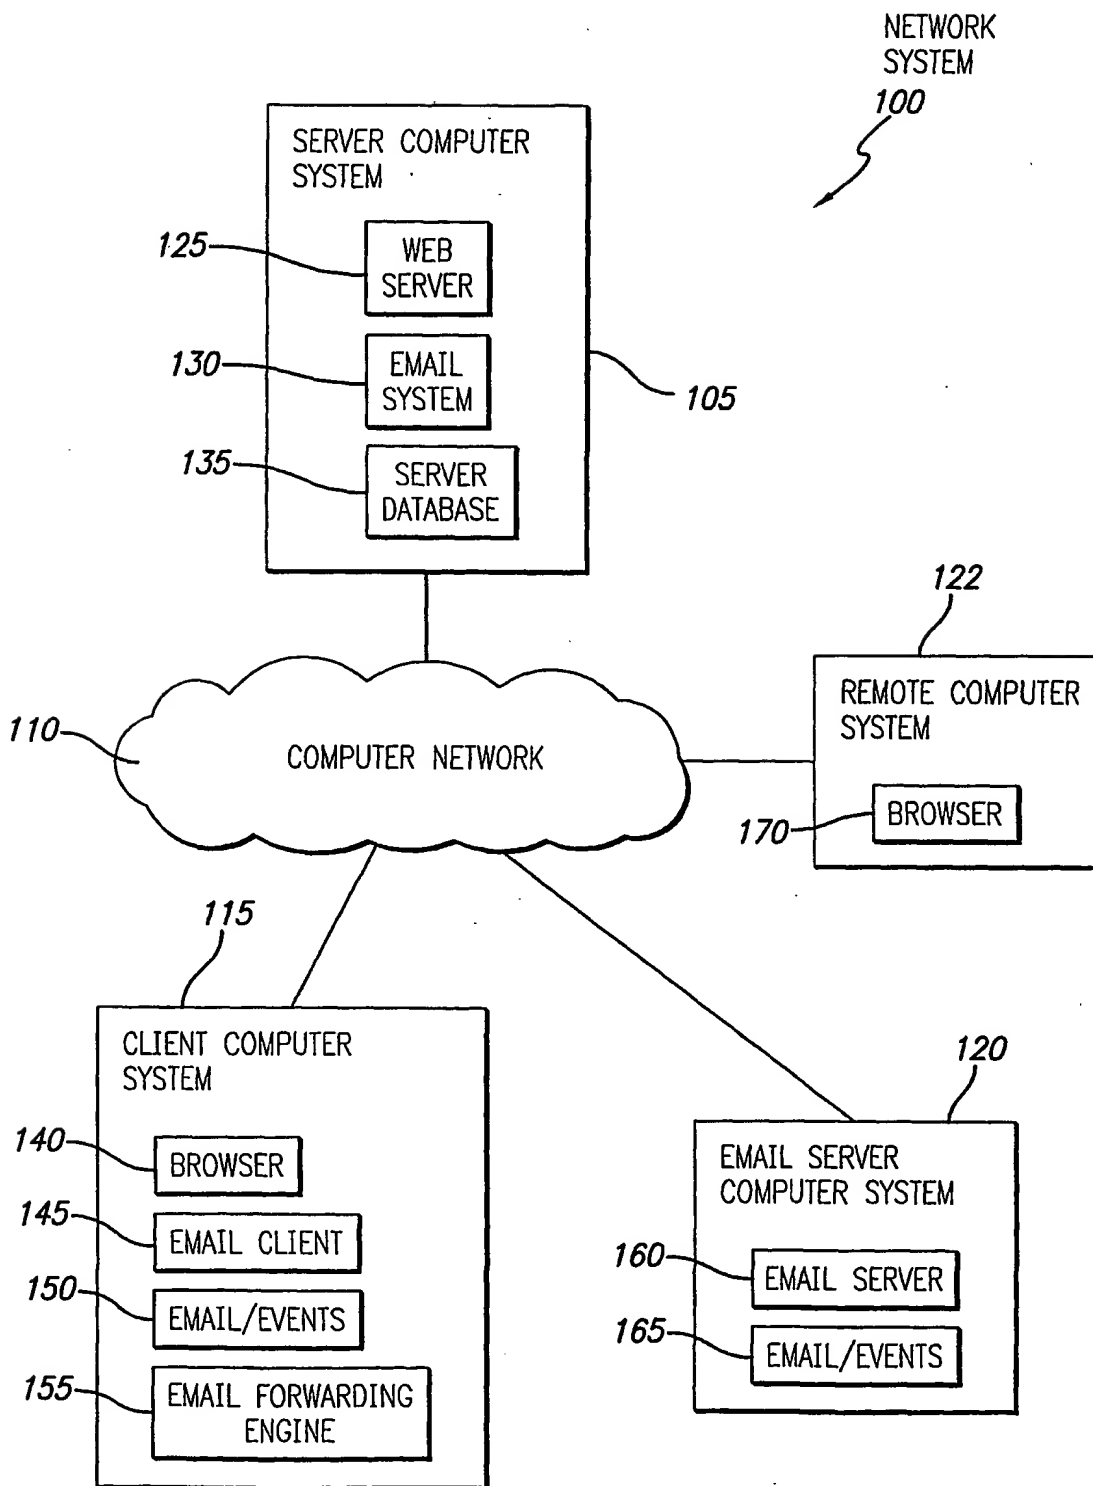 NETWORK
SYSTEM
100
SERVER COMPUTER
SYSTEM
125
WEB
SERVER
130
EMAIL
SYSTEM
105
135
SERVER
DATABASE
122
REMOTE COMPUTER
SYSTEM
110
COMPUTER NETWORK
170
BROWSER
115
CLIENT COMPUTER
SYSTEM
120
140
BROWSER
EMAIL SERVER
COMPUTER SYSTEM
145
EMAIL CLIENT
160
EMAIL SERVER
150
EMAIL/EVENTS
165
EMAIL/EVENTS
155
EMAIL FORWARDING
ENGINE